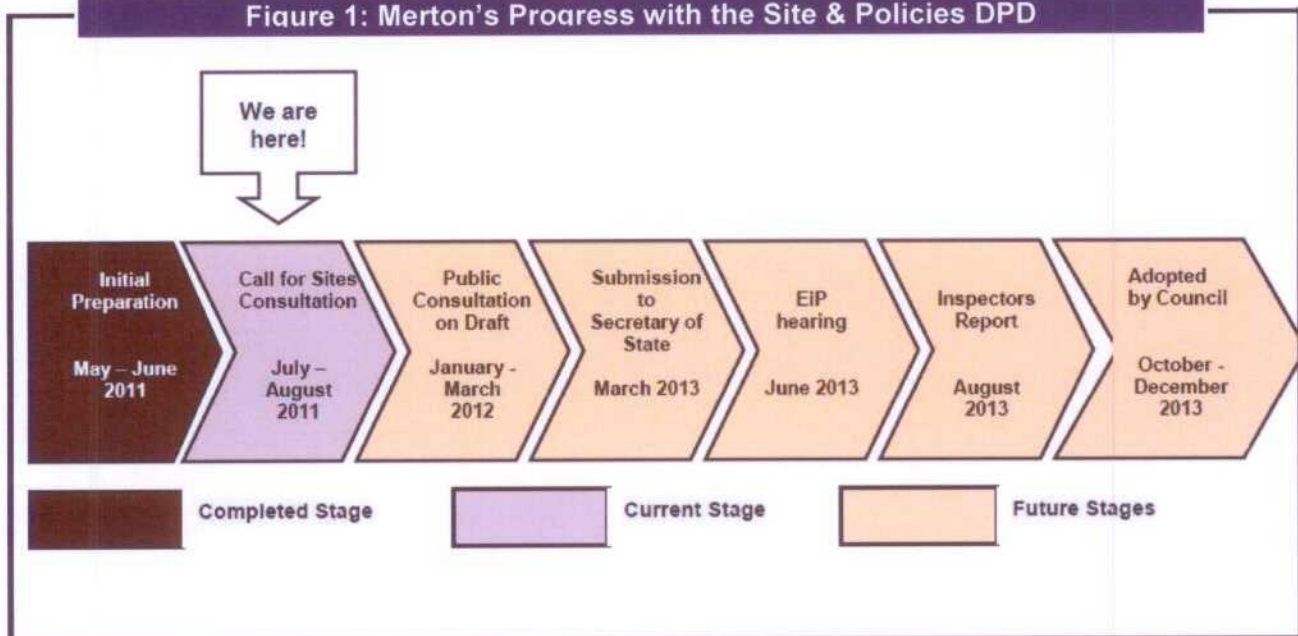 Figure 1: Merton's Progress with the Site & Policies DPD
We are
here!
Initial
Preparation
May – June
2011
Call for Sites
Consultation
July –
August
2011
Public
Consultation
on Draft
January -
March
2012
Submission
to
Secretary of
State
March 2013
EiP
hearing
June 2013
Inspectors
Report
August
2013
Adopted
by Council
October -
December
2013
Completed Stage
Current Stage
Future Stages